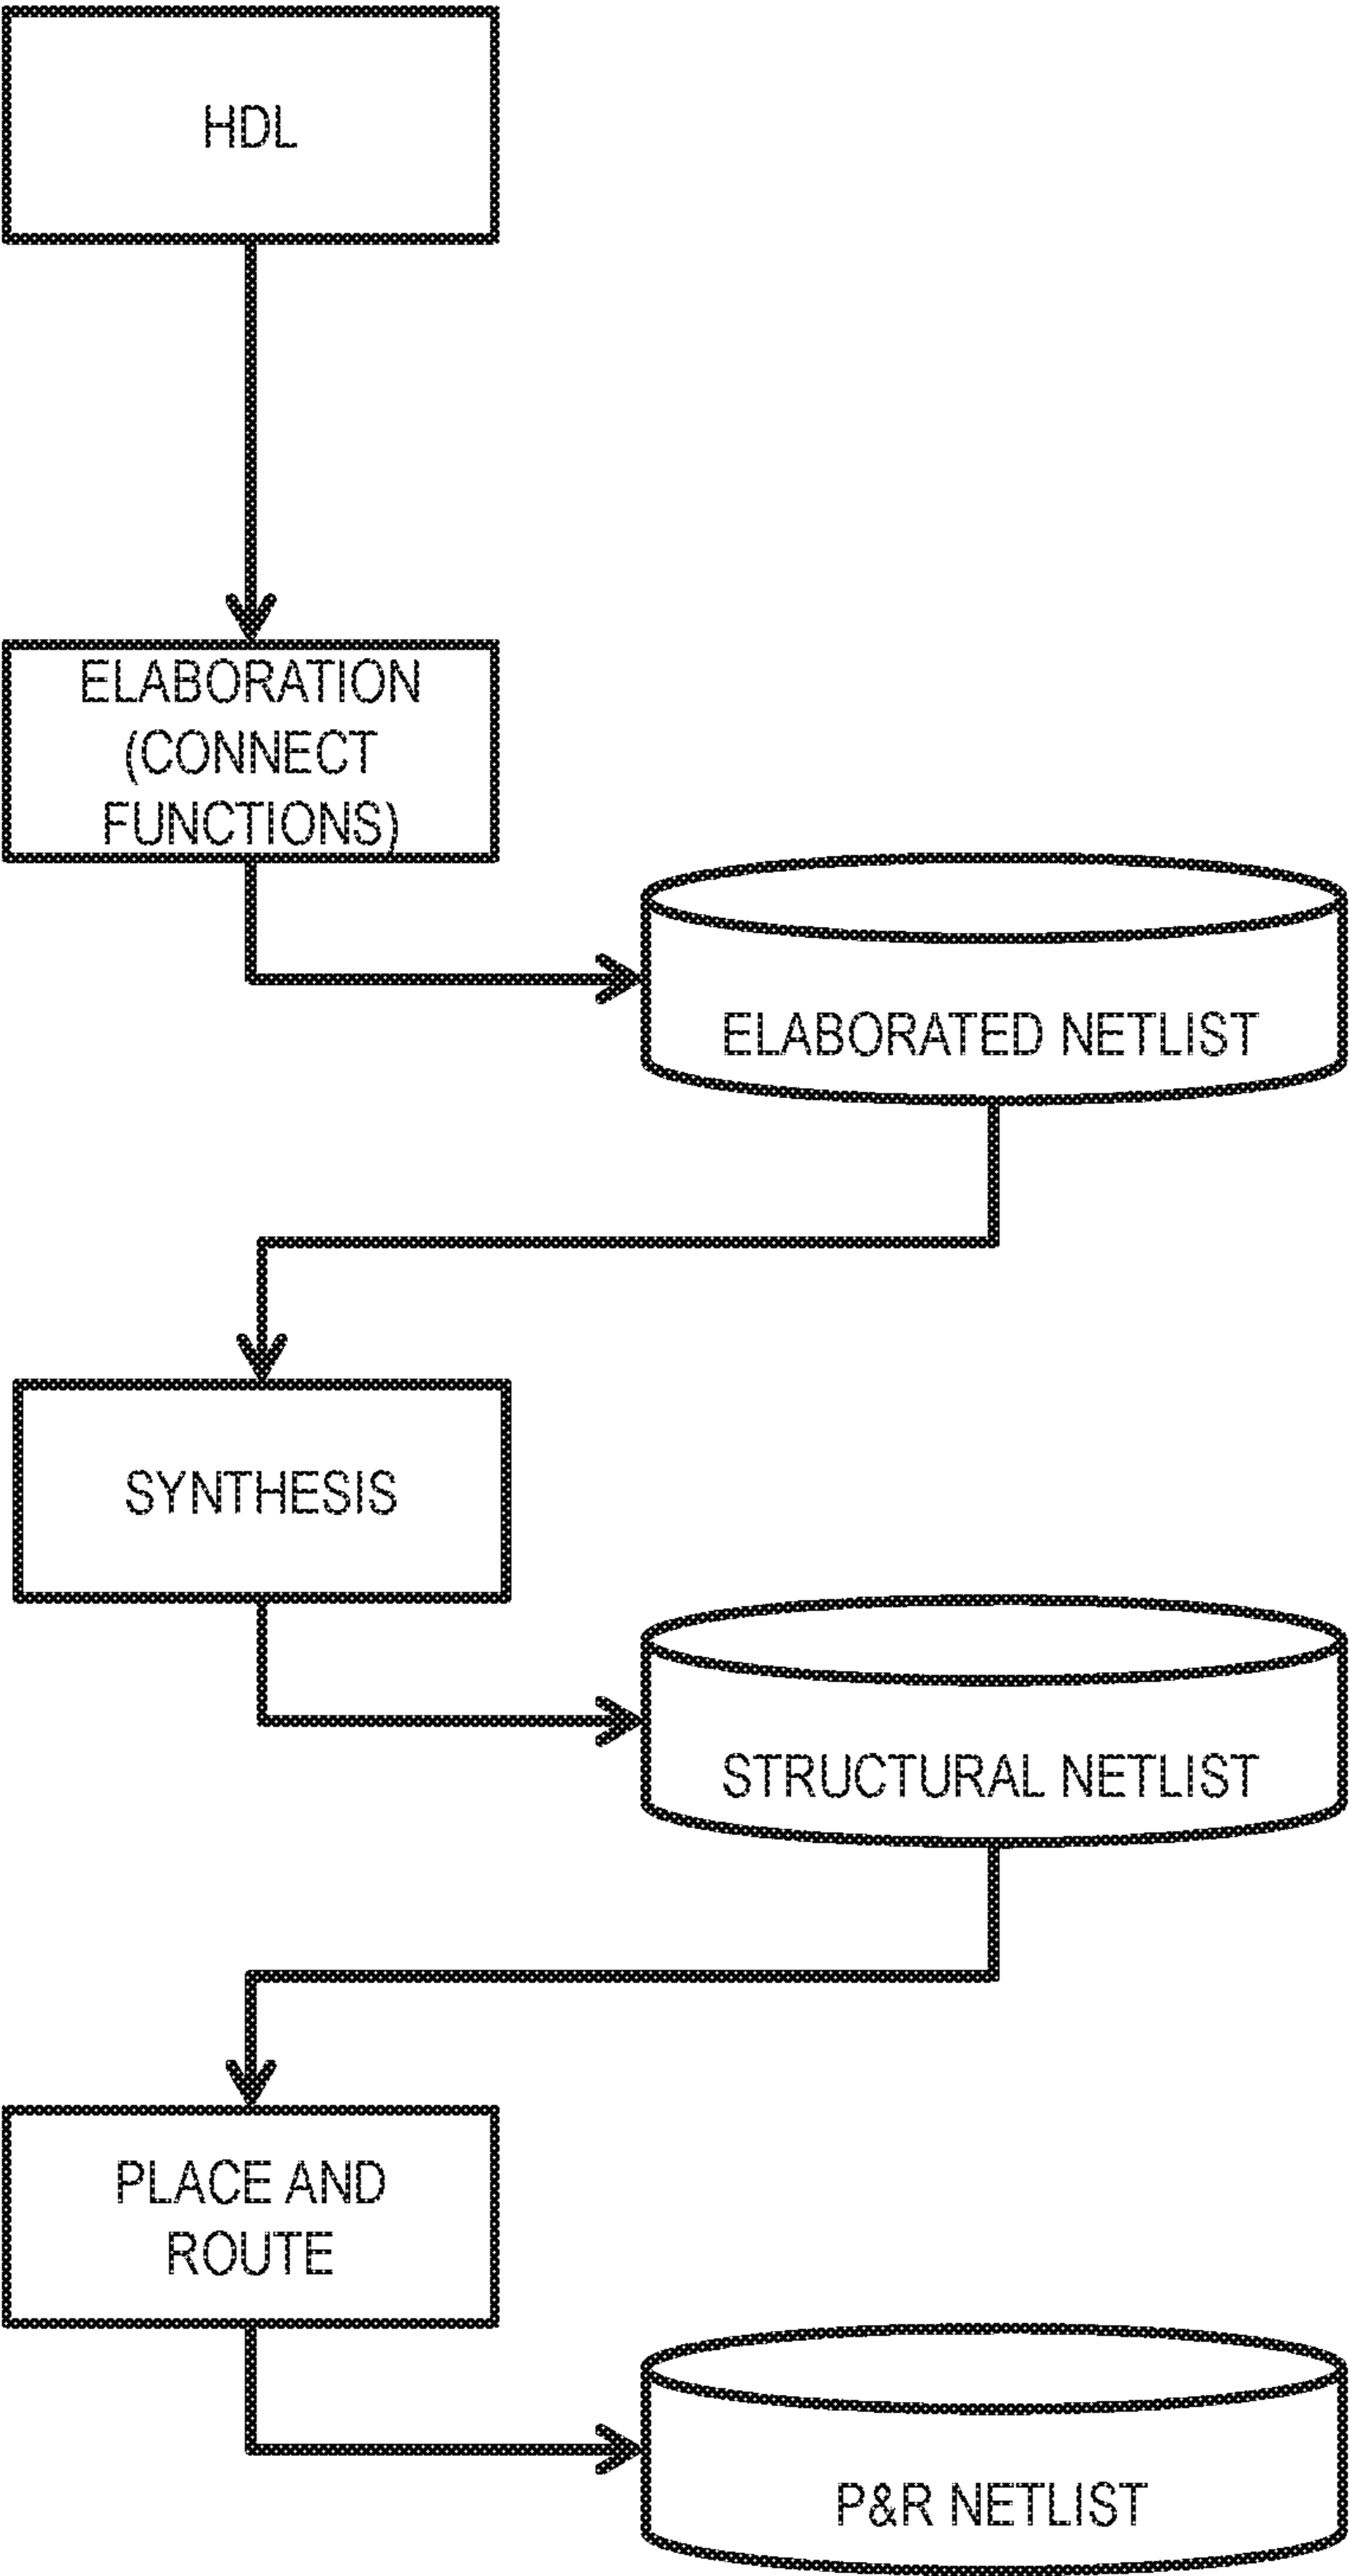 HDL
ELABORATION
(CONNECT
FUNCTIONS)
ELABORATED NETLIST
SYNTHESIS
STRUCTURAL NETLIST
PLACE AND
ROUTE
P&R NETLIST